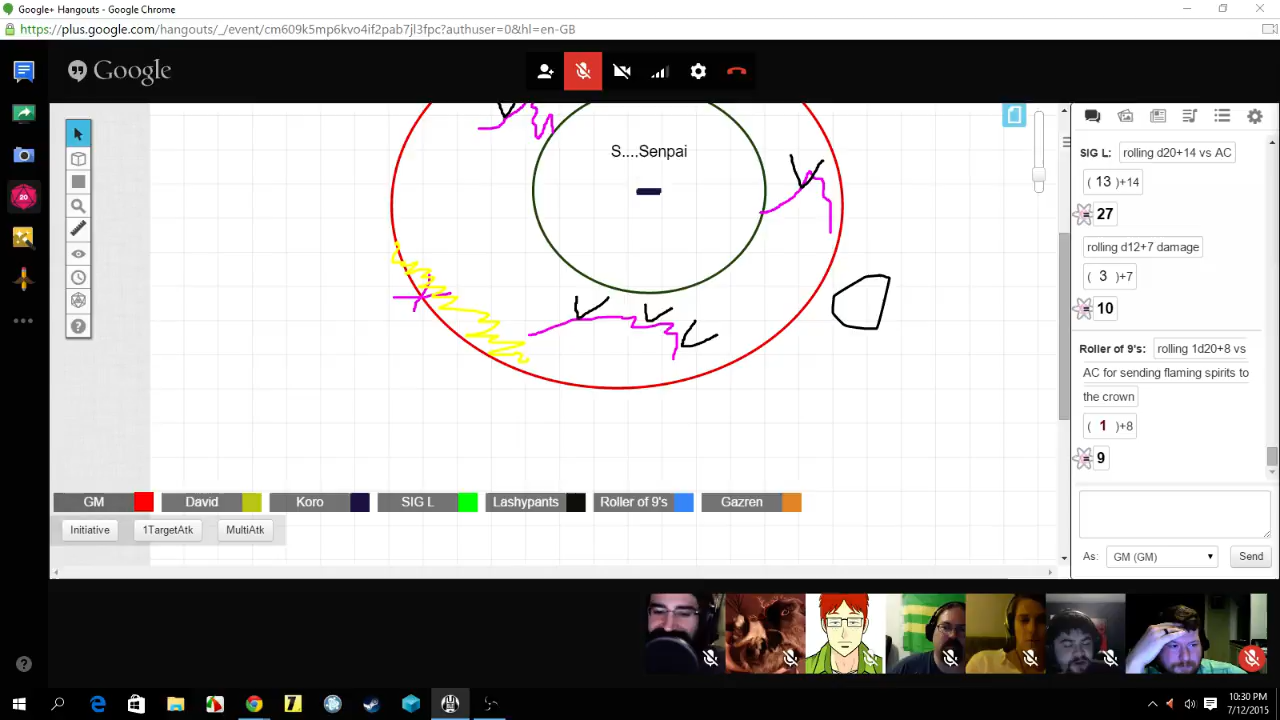 Google+ Hangouts - Google Chrome
https://plus.google.com/hangouts/_/event/cm609k5mp6kvo4if2pab7jl3fpc?authuser=0&hl=en-GB
Google
S....Senpai
SIG L: rolling d20+14 vs AC
( 13 )+14
= 27
rolling d12+7 damage
( 3 )+7
= 10
Roller of 9's: rolling 1d20+8 vs
AC for sending flaming spirits to
the crown
( 1 )+8
= 9
20
GM David Koro SIG L Lashypants Roller of 9's Gazren
Initiative 1TargetAtk MultiAtk
As: GM (GM) Send
10:30 PM
7/12/2015